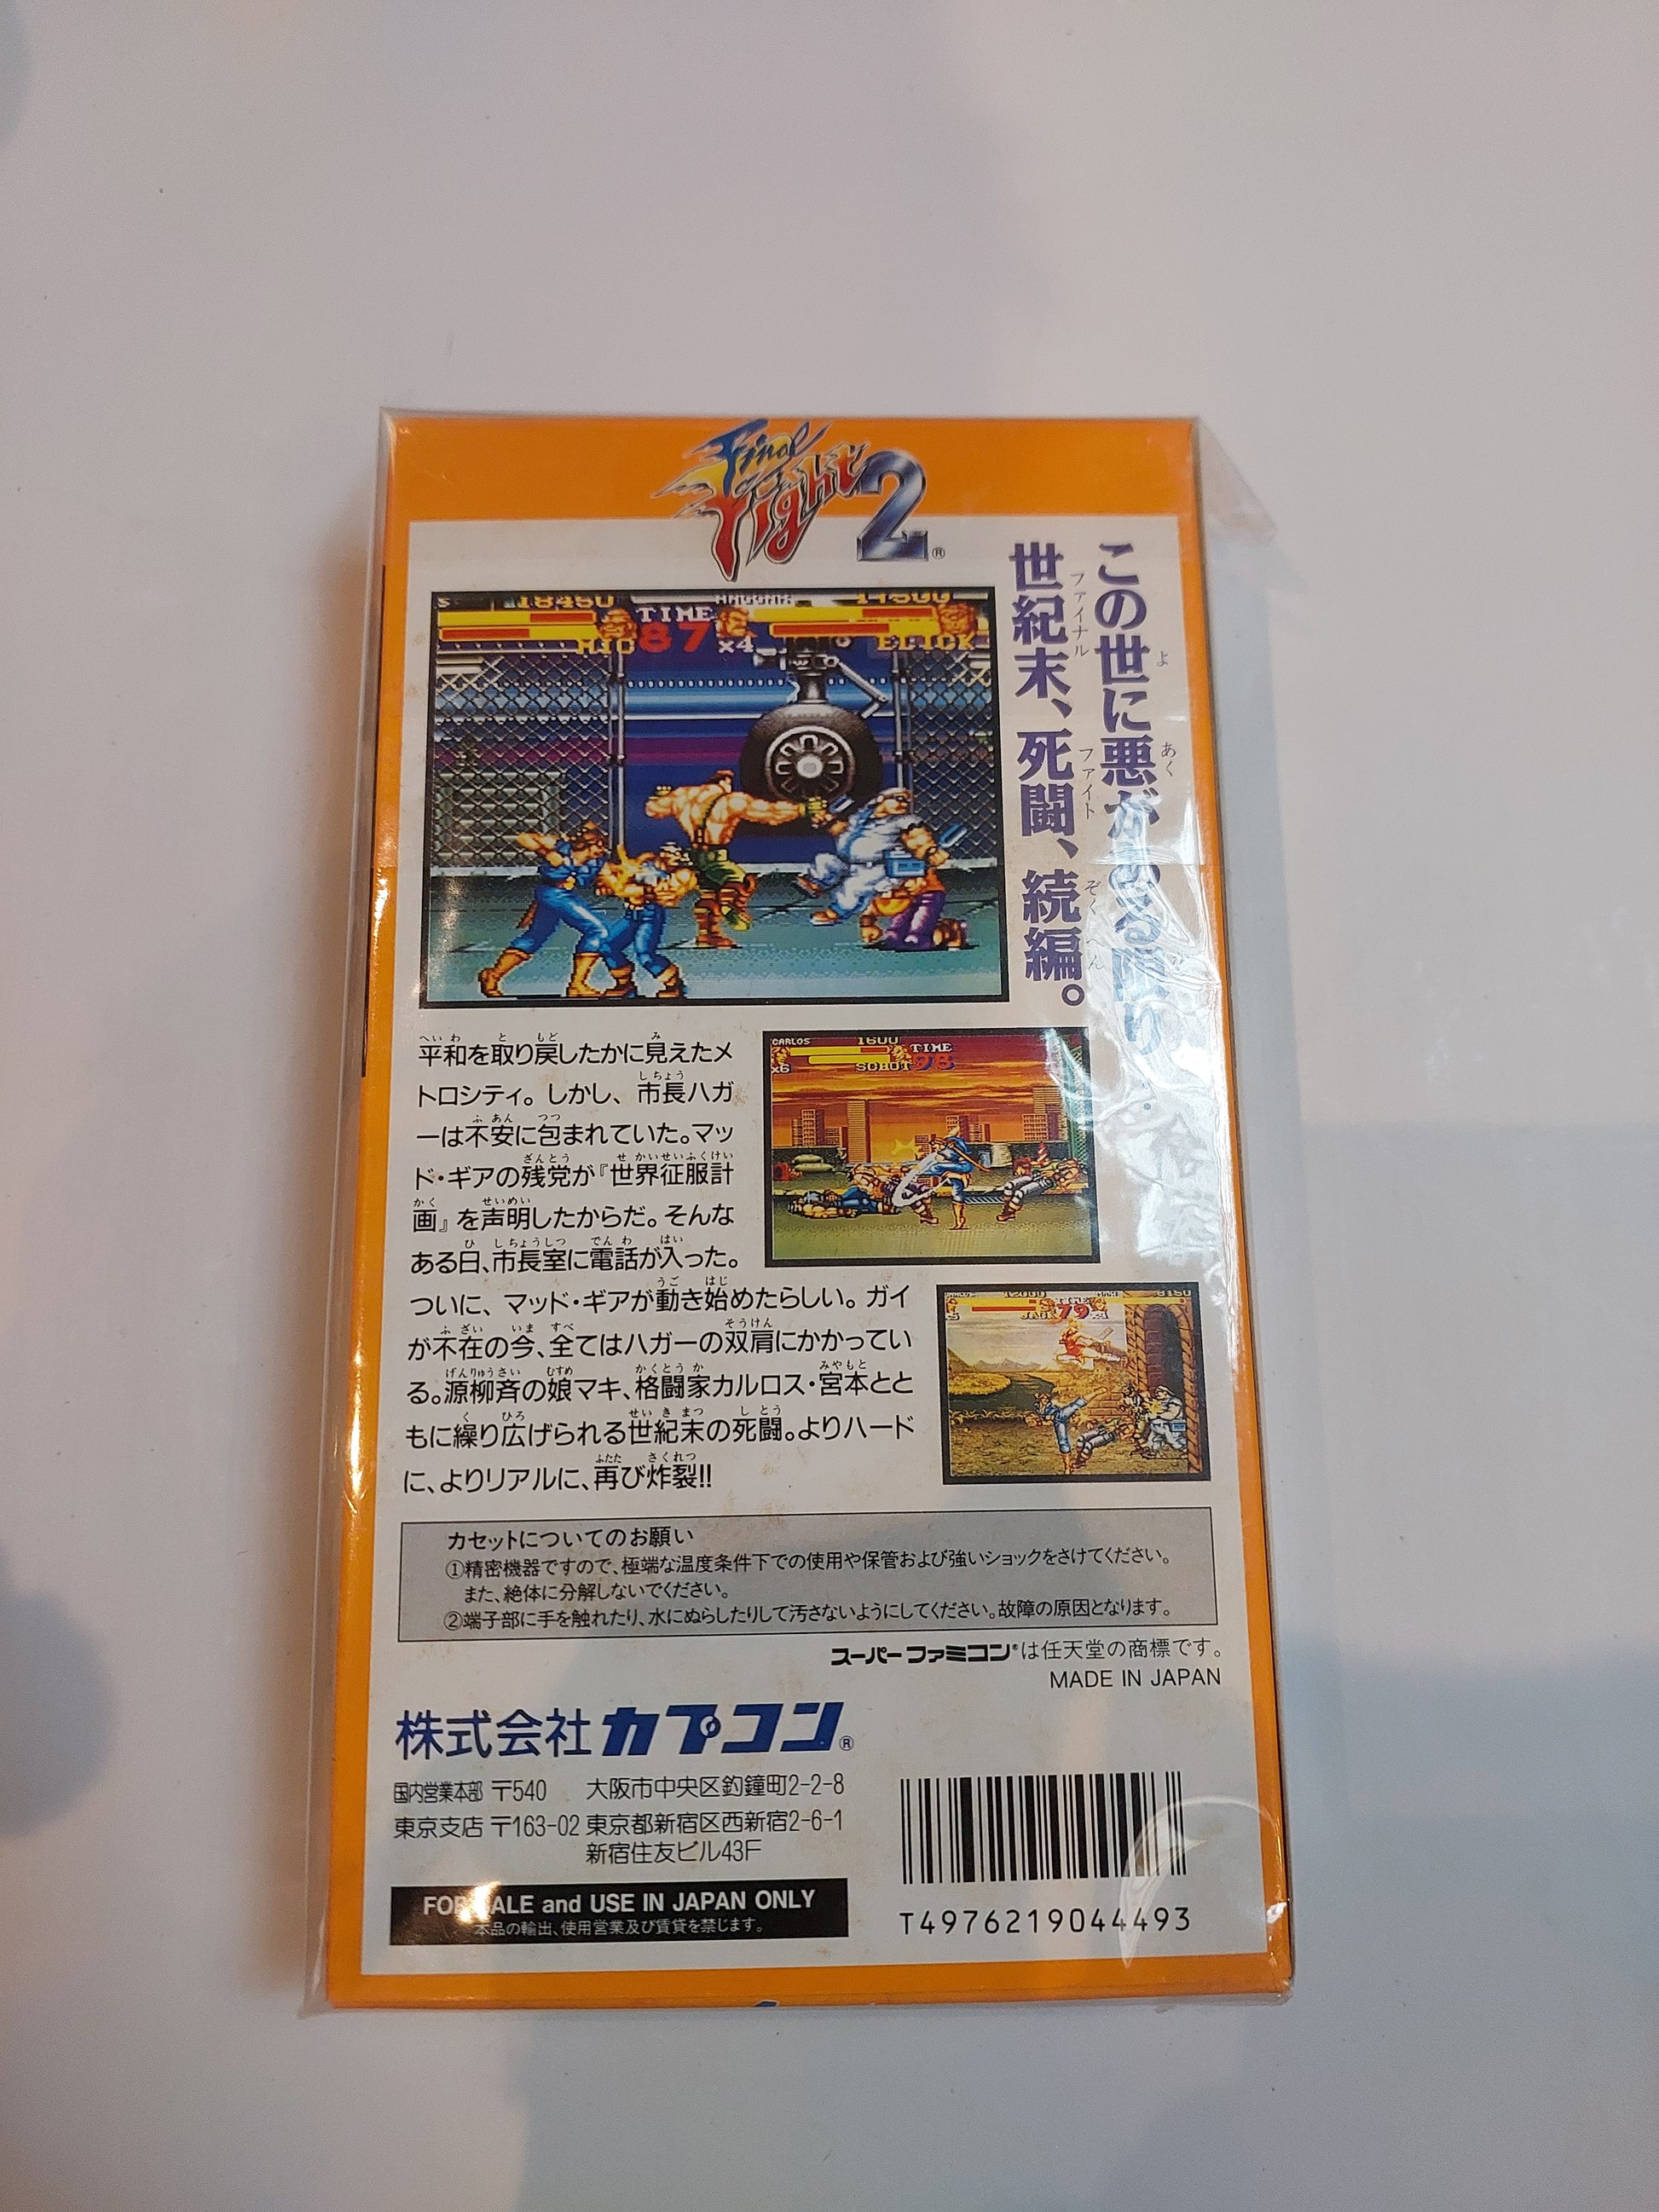 Final Fight 2®
この世に悪がある限り
世紀末、死闘、続編。
S 18450 HAGGAR
TIME 87
MIC x4 ELICK
CARLOS 1600 TIME
x6 SOBUT 98
79
平和を取り戻したかに見えたメ
トロシティ。しかし、市長ハガ
ーは不安に包まれていた。マッ
ド・ギアの残党が『世界征服計
画』を声明したからだ。そんな
ある日、市長室に電話が入った。
ついに、マッド・ギアが動き始めたらしい。ガイ
が不在の今、全てはハガーの双肩にかかってい
る。源柳斉の娘マキ、格闘家カルロス・宮本とと
もに繰り広げられる世紀末の死闘。よりハード
に、よりリアルに、再び炸裂!!
カセットについてのお願い
①精密機器ですので、極端な温度条件下での使用や保管および強いショックをさけてください。
また、絶体に分解しないでください。
②端子部に手を触れたり、水にぬらしたりして汚さないようにしてください。故障の原因となります。
スーパーファミコン®は任天堂の商標です。
MADE IN JAPAN
株式会社カプコン®
国内営業本部 〒540 大阪市中央区釣鐘町2-2-8
東京支店 〒163-02 東京都新宿区西新宿2-6-1
新宿住友ビル43F
FOR SALE and USE IN JAPAN ONLY
本品の輸出、使用営業及び賃貸を禁じます。
T4976219044493